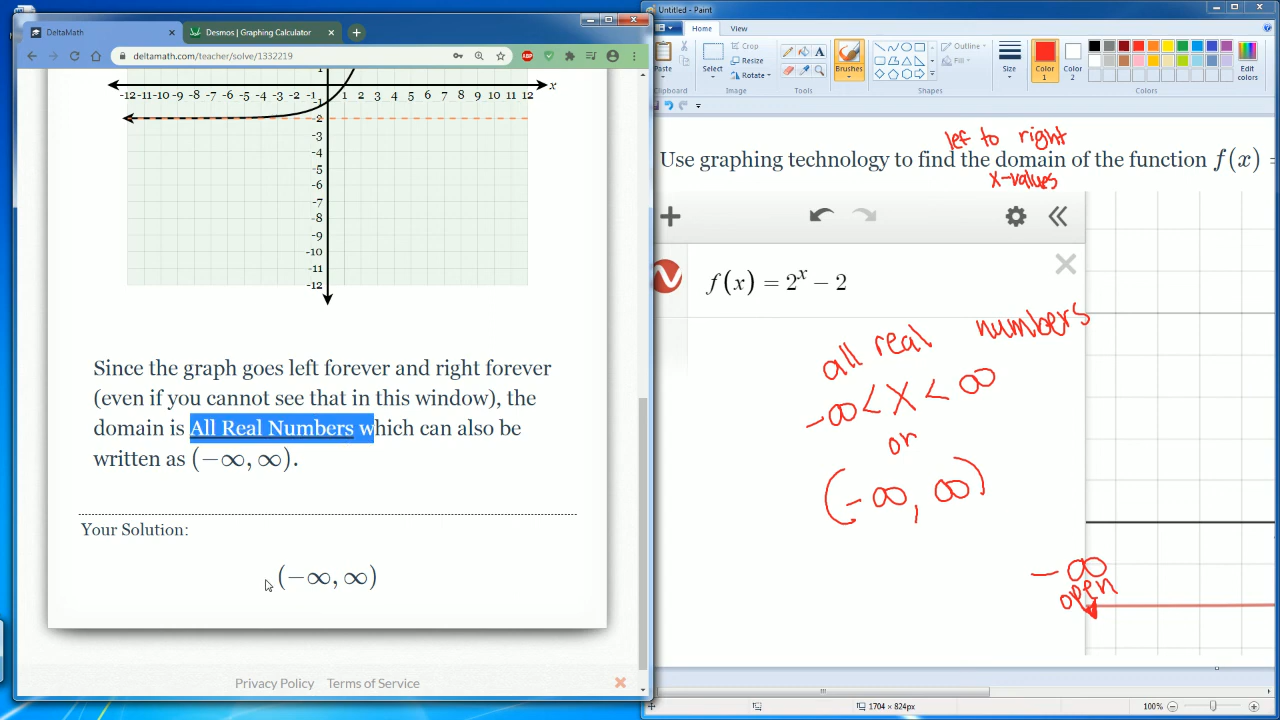 DeltaMath
Desmos | Graphing Calculator
deltamath.com/teacher/solve/1332219
1
-12 -11 -10 -9 -8 -7 -6 -5 -4 -3 -2 -1 1 2 3 4 5 6 7 8 9 10 11 12 x
-1
-2
-3
-4
-5
-6
-7
-8
-9
-10
-11
-12
Since the graph goes left forever and right forever
(even if you cannot see that in this window), the
domain is All Real Numbers which can also be
written as (−∞, ∞).
Your Solution:
(−∞, ∞)
Privacy Policy Terms of Service
Untitled - Paint
Home View
Paste
Select
Crop
Resize
Rotate
Brushes
Outline
Fill
Size
Color 1
Color 2
Edit colors
Clipboard Image Tools Shapes Colors
lef to right
Use graphing technology to find the domain of the function f(x) =
x-values
f(x) = 2^x − 2
all real numbers
−∞ < x < ∞
or
(−∞, ∞)
−∞
open
1704 × 824px
100%